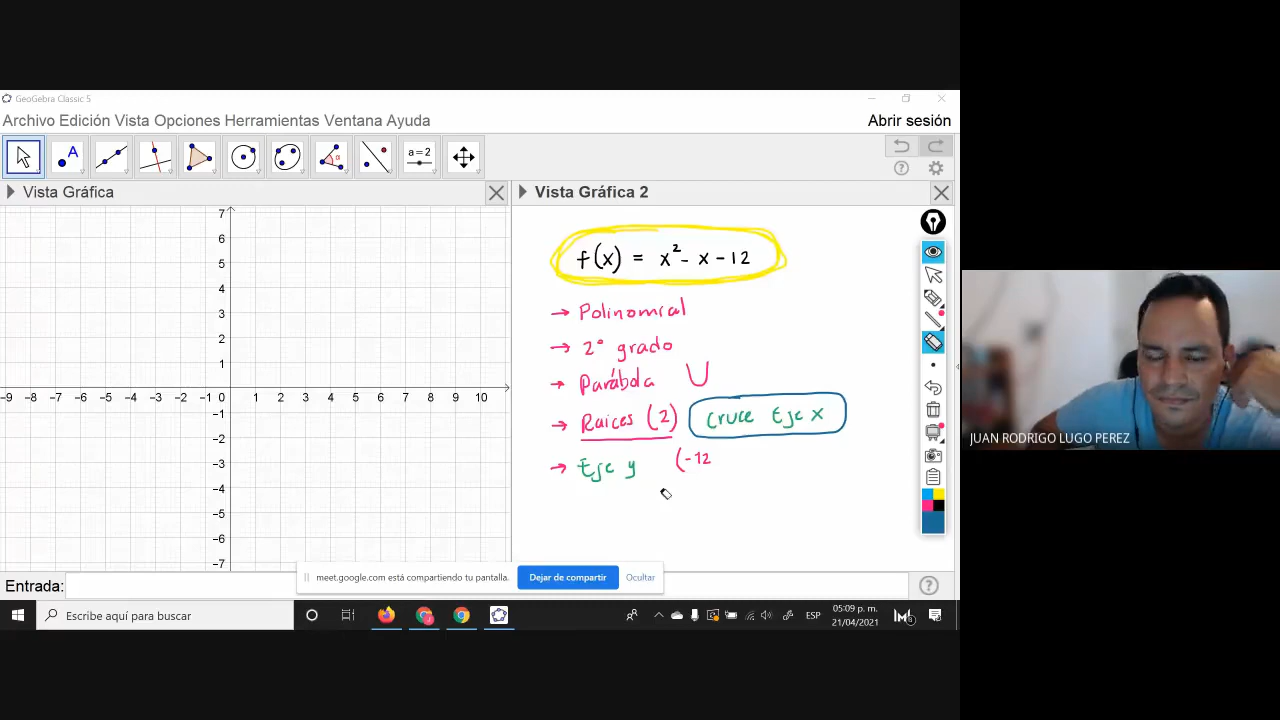 GeoGebra Classic 5
Archivo Edición Vista Opciones Herramientas Ventana Ayuda
Abrir sesión
A
α
a=2
Vista Gráfica
Vista Gráfica 2
7
6
5
4
3
2
1
-9 -8 -7 -6 -5 -4 -3 -2 -1 0 1 2 3 4 5 6 7 8 9 10
-1
-2
-3
-4
-5
-6
-7
f(x) = x² - x - 12
→ Polinomial
→ 2° grado
→ Parábola ∪
→ Raices (2) Cruce Eje x
→ Eje y (-12
JUAN RODRIGO LUGO PEREZ
meet.google.com está compartiendo tu pantalla. Dejar de compartir Ocultar
Entrada:
Escribe aquí para buscar
ESP
05:09 p. m.
21/04/2021